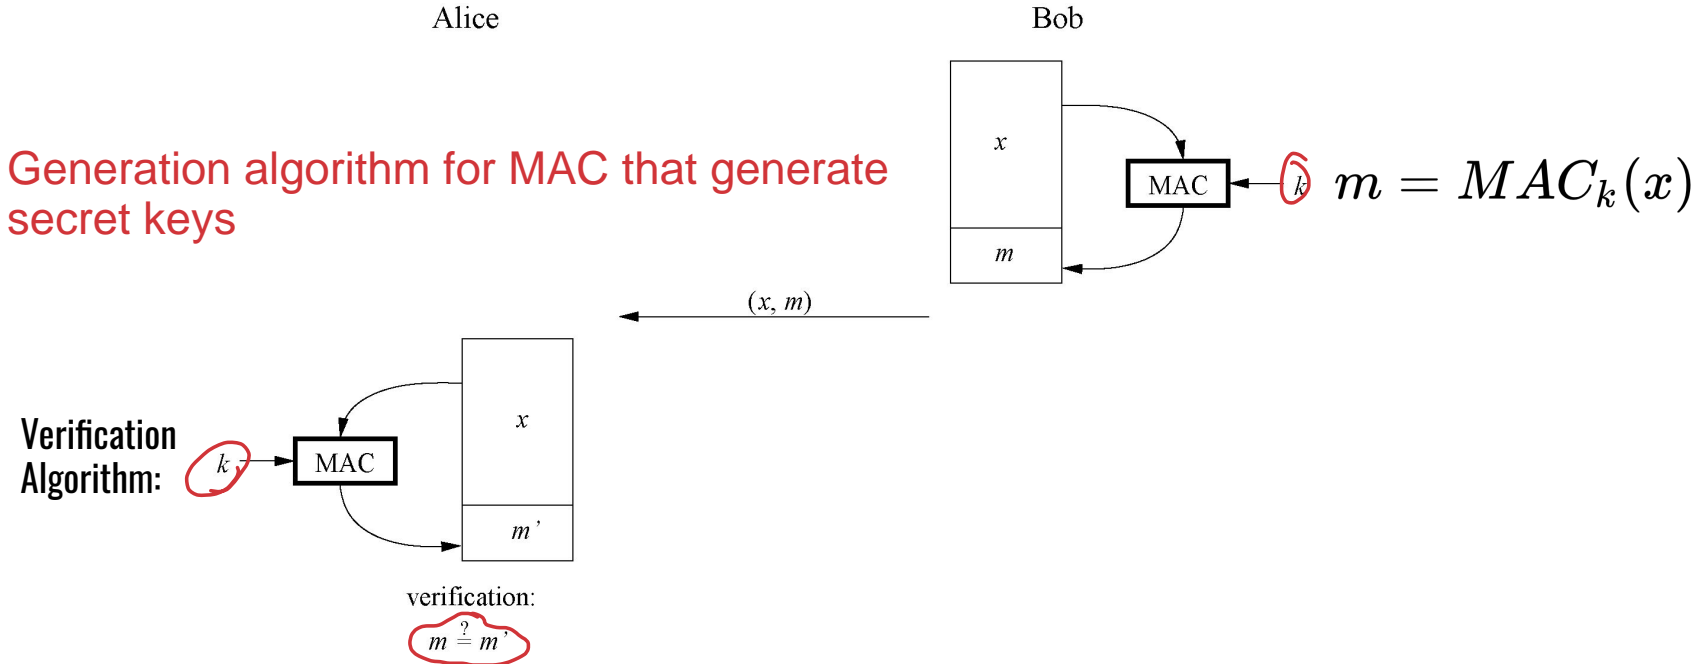 Alice
Bob
x
Generation algorithm for MAC that generate
secret keys
MAC
k
m = MAC_k(x)
m
(x, m)
x
Verification
Algorithm:
k
MAC
m’
verification:
m ?= m’